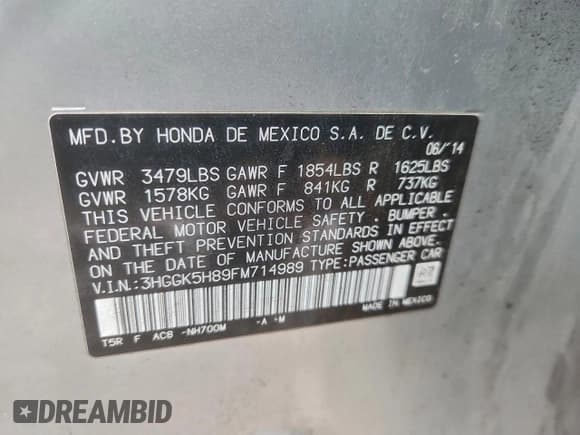 MFD. BY HONDA DE MEXICO S.A. DE C.V.
06/'14
GVWR 3479LBS GAWR F 1854LBS R 1625LBS
GVWR 1578KG GAWR F 841KG R 737KG
THIS VEHICLE CONFORMS TO ALL APPLICABLE
FEDERAL MOTOR VEHICLE SAFETY . BUMPER .
AND THEFT PREVENTION STANDARDS IN EFFECT
ON THE DATE OF MANUFACTURE SHOWN ABOVE.
V.I.N.:3HGGK5H89FM714989 TYPE:PASSENGER CAR
MADE IN MEXICO
T5R F AC8 -NH700M -A -M
DREAMBID